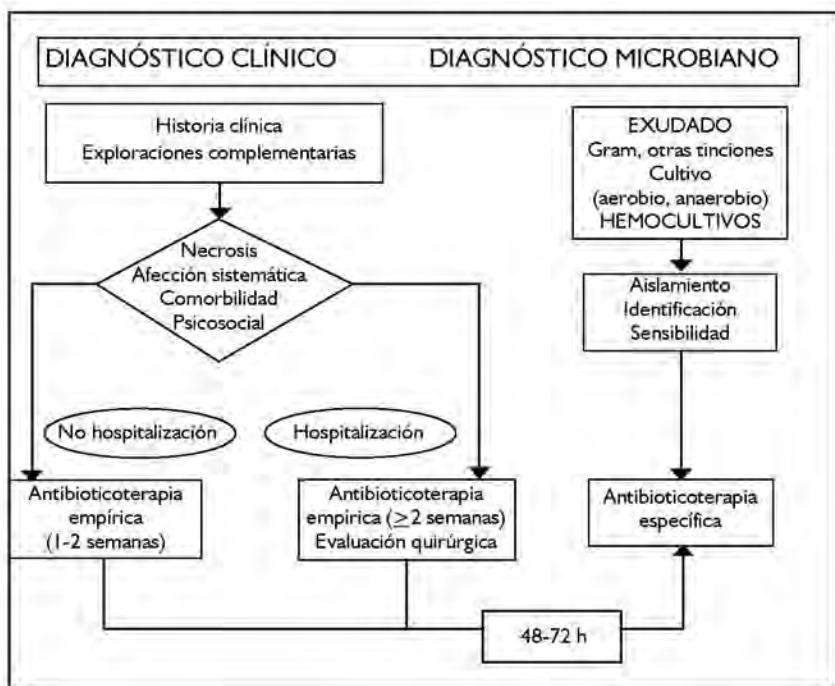 DIAGNÓSTICO CLÍNICO
DIAGNÓSTICO MICROBIANO
Historia clínica
Exploraciones complementarias
EXUDADO
Gram, otras tinciones
Cultivo
(aerobio, anaerobio)
HEMOCULTIVOS
Necrosis
Afección sistemática
Comorbilidad
Psicosocial
Aislamiento
Identificación
Sensibilidad
No hospitalización
Hospitalización
Antibioticoterapia
empírica
(1-2 semanas)
Antibioticoterapia
empírica (≥2 semanas)
Evaluación quirúrgica
Antibioticoterapia
específica
48-72 h